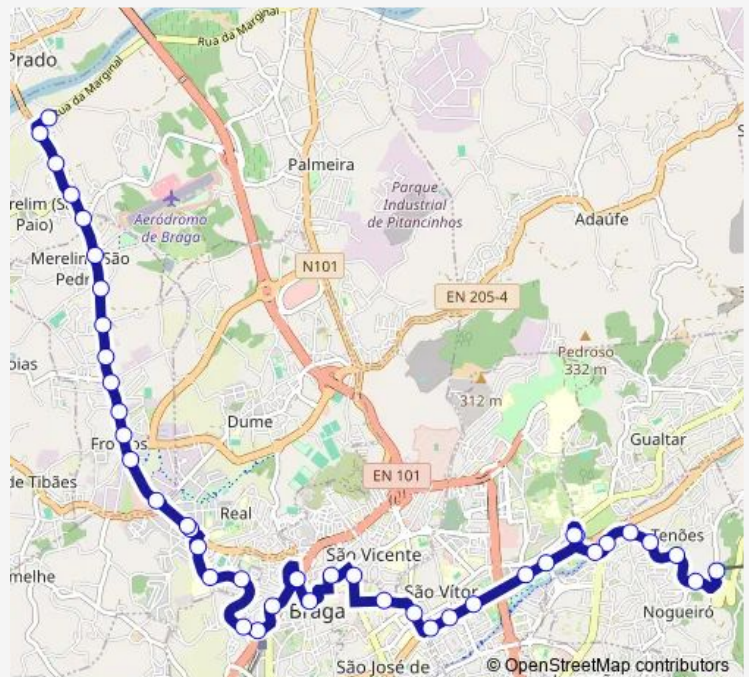 Rua da Marginal
Prado
Rua da Marginal
Palmeira
Parque
Industrial
de Pitancinhos
Adaúfe
relim (S
Paio)
Aeródromo
de Braga
Merelim São
Pedr
N101
EN 205-4
Pedroso
332 m
312 m
oias
Dume
Gualtar
Fro os
EN 101
de Tibães
Real
São Vicente
Tenões
melhe
São Vítor
Braga
Nogueiró
São José de
© OpenStreetMap contributors